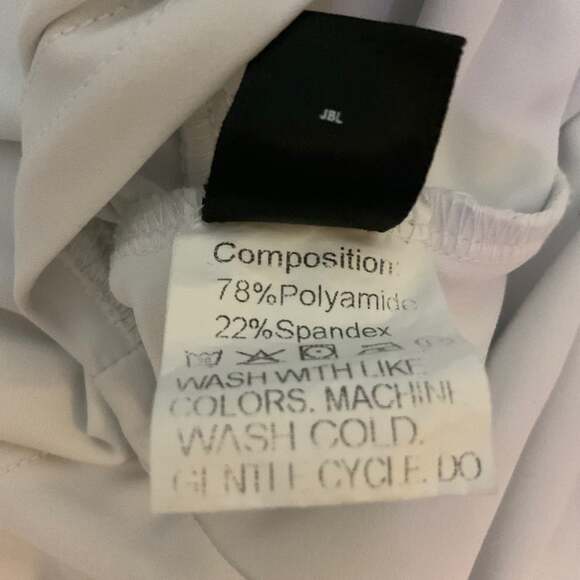 JBL
Composition:
78%Polyamide
22%Spandex
WASH WITH LIKE
COLORS. MACHINE
WASH COLD.
GENTLE CYCLE. DO